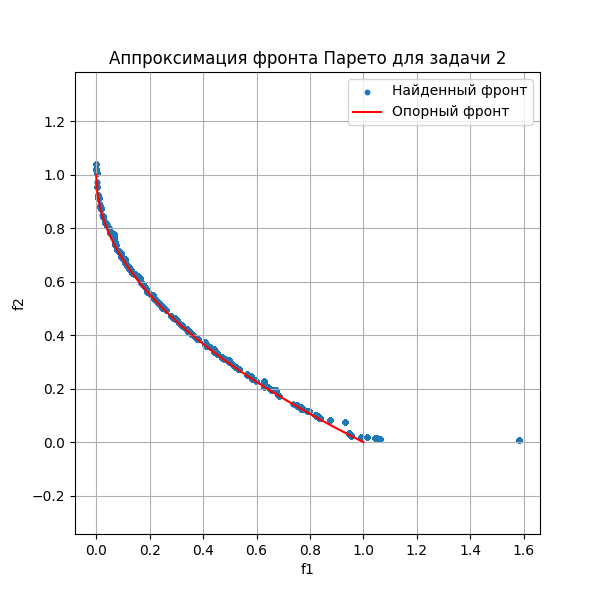 Аппроксимация фронта Парето для задачи 2
Найденный фронт
Опорный фронт
1.2
1.0
0.8
0.6
0.4
0.2
0.0
−0.2
f2
0.0 0.2 0.4 0.6 0.8 1.0 1.2 1.4 1.6
f1